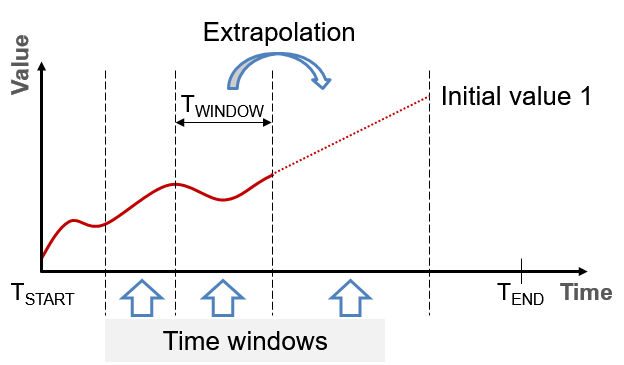 Extrapolation
Value
TWINDOW
Initial value 1
TSTART
TEND
Time
Time windows